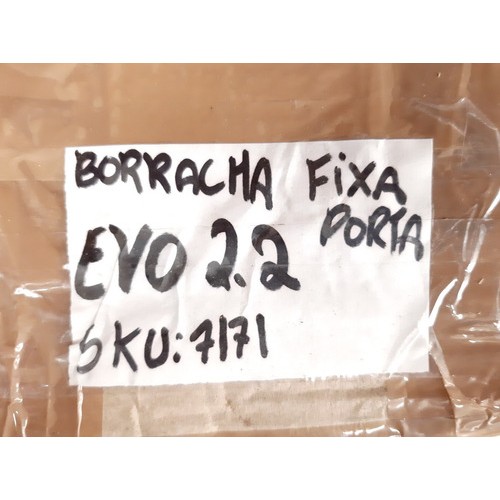 BORRACHA FIXA
PORTA
EVO 2.2
SKU: 7171